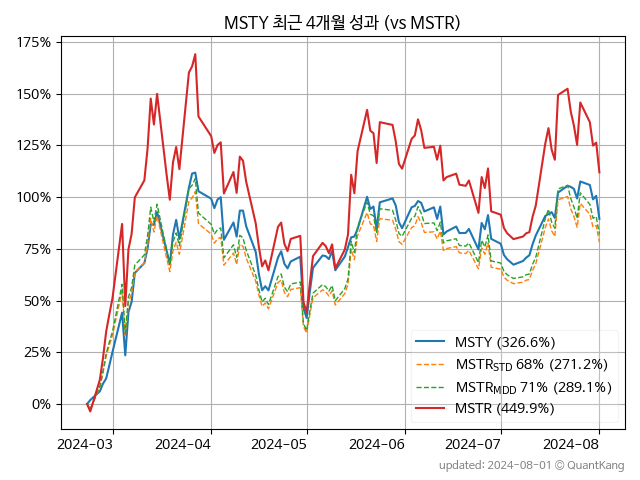 MSTY 최근 4개월 성과 (vs MSTR)
175%
150%
125%
100%
75%
50%
25%
0%
MSTY (326.6%)
MSTR_STD 68% (271.2%)
MSTR_MDD 71% (289.1%)
MSTR (449.9%)
2024-03 2024-04 2024-05 2024-06 2024-07 2024-08
updated: 2024-08-01 © QuantKang